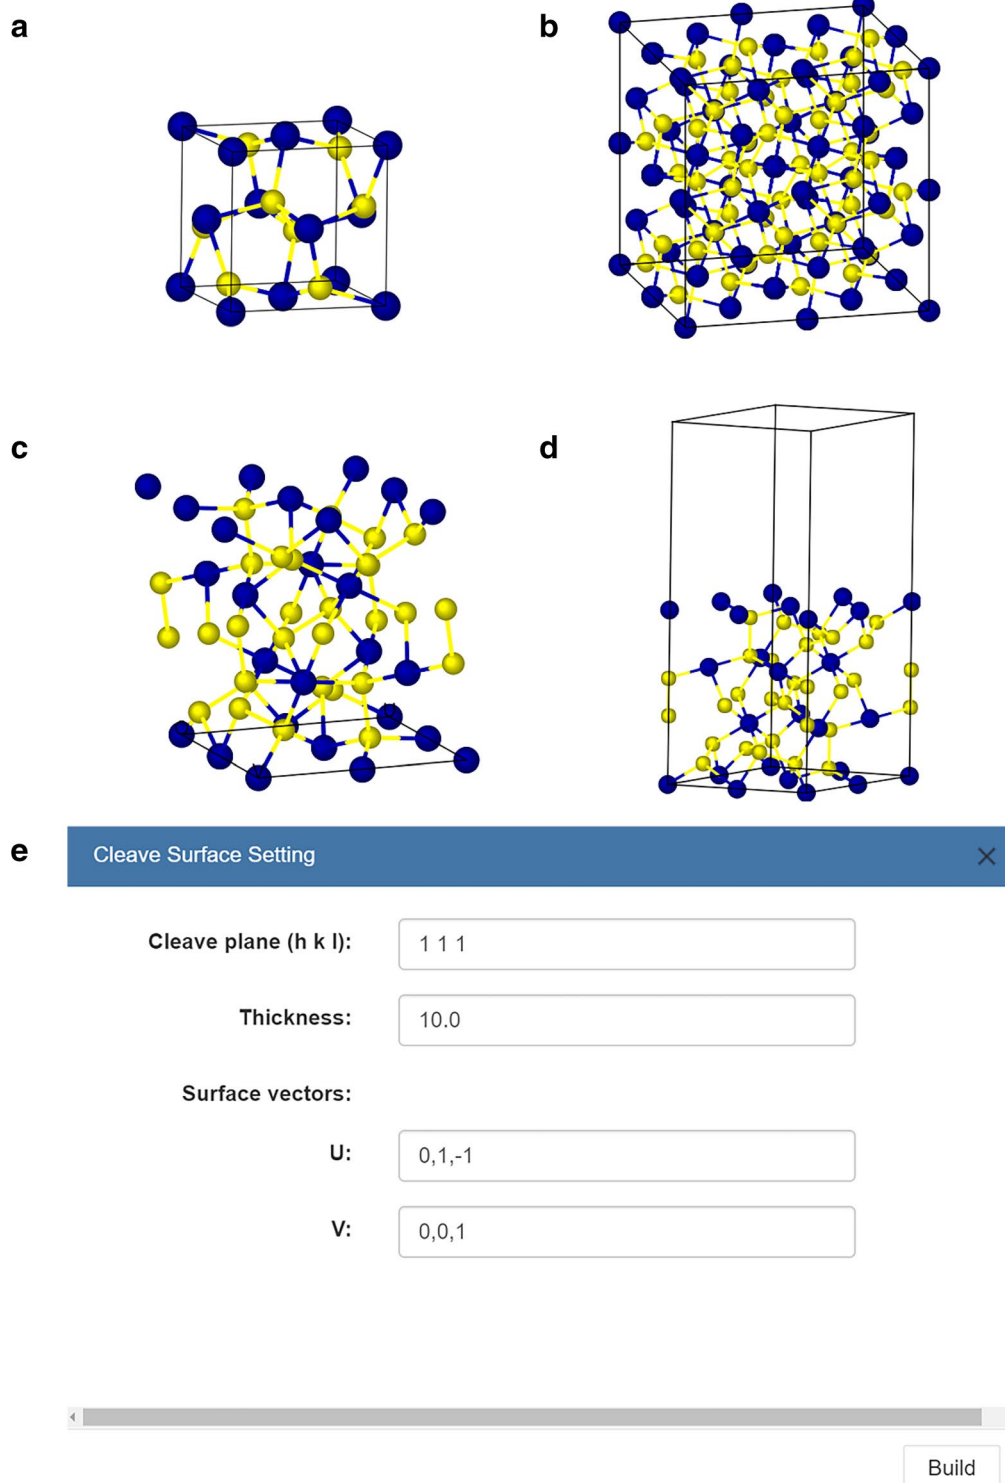 a
b
c
d
e
Cleave Surface Setting
Cleave plane (h k l):
1 1 1
Thickness:
10.0
Surface vectors:
U:
0,1,-1
V:
0,0,1
Build